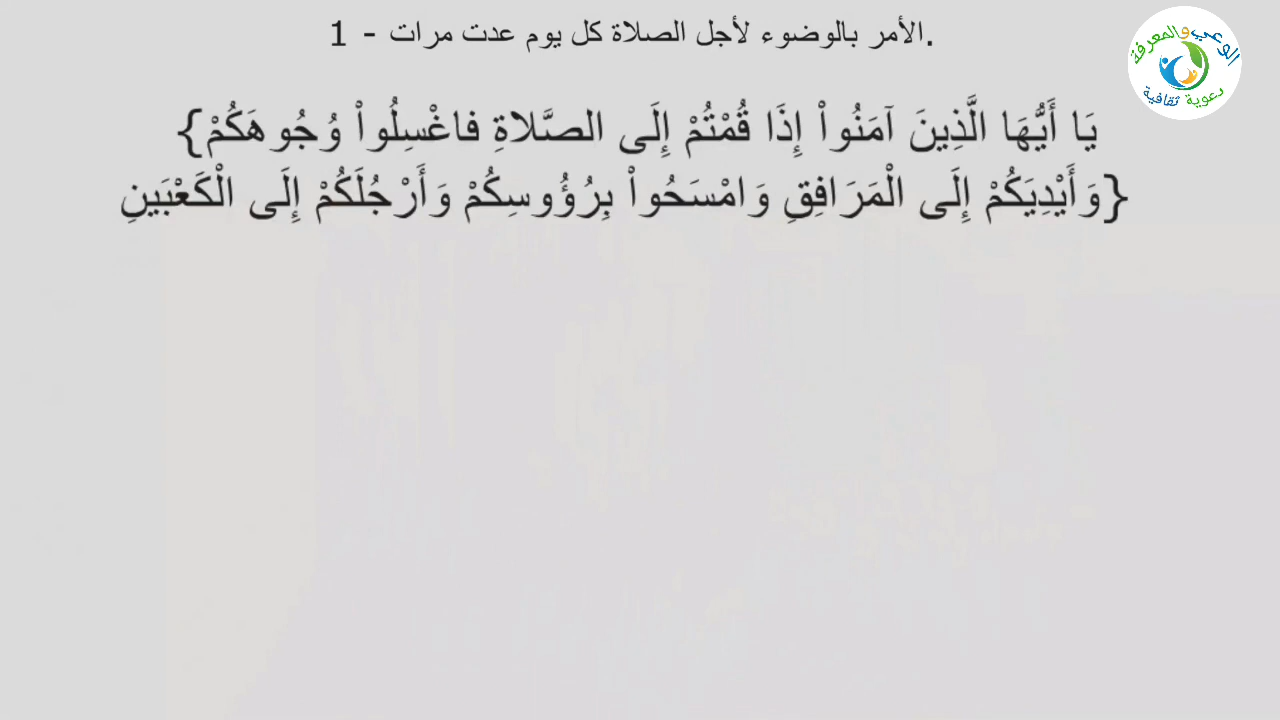 1 - الأمر بالوضوء لأجل الصلاة كل يوم عدت مرات.
يَا أَيُّهَا الَّذِينَ آمَنُواْ إِذَا قُمْتُمْ إِلَى الصَّلاةِ فاغْسِلُواْ وُجُوهَكُمْ}
{وَأَيْدِيَكُمْ إِلَى الْمَرَافِقِ وَامْسَحُواْ بِرُؤُوسِكُمْ وَأَرْجُلَكُمْ إِلَى الْكَعْبَينِ
الوعي والمعرفة
دعوية ثقافية